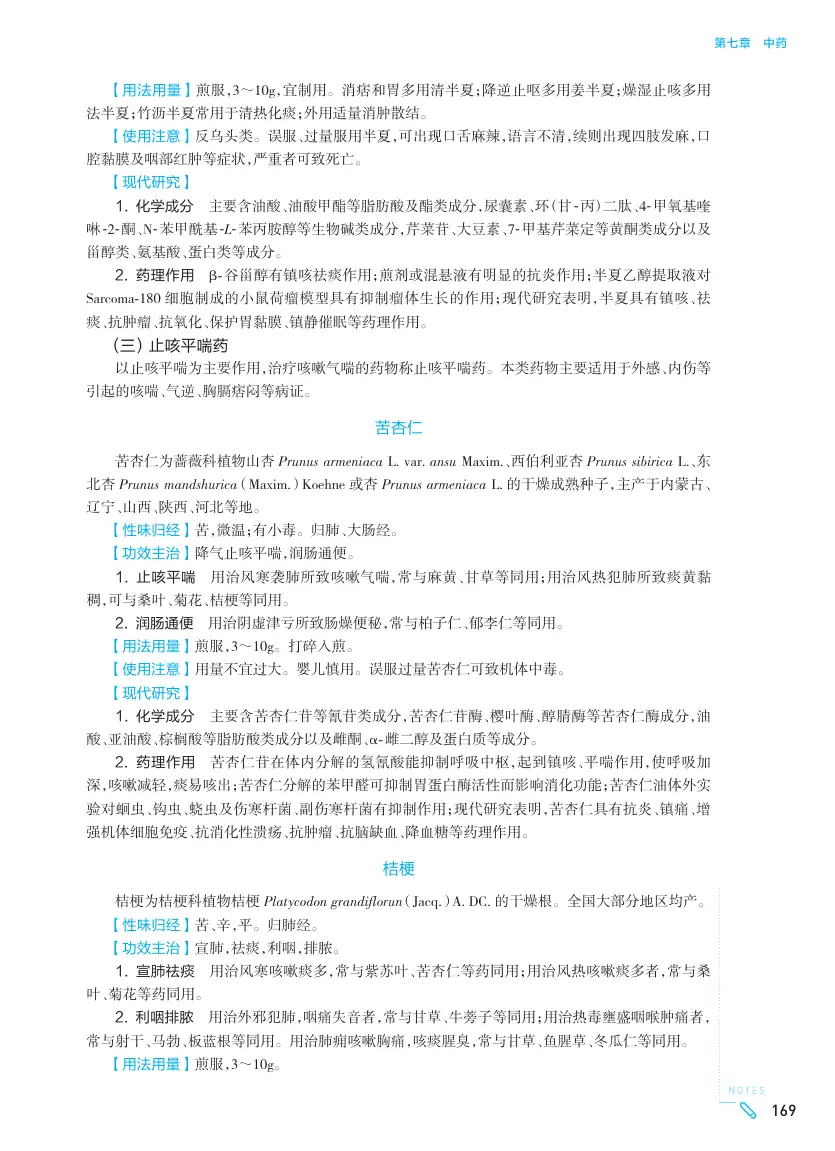 第七章 中药
【用法用量】煎服,3～10g,宜制用。消痞和胃多用清半夏;降逆止呕多用姜半夏;燥湿止咳多用
法半夏;竹沥半夏常用于清热化痰;外用适量消肿散结。
【使用注意】反乌头类。误服、过量服用半夏,可出现口舌麻辣,语言不清,续则出现四肢发麻,口
腔黏膜及咽部红肿等症状,严重者可致死亡。
【现代研究】
1. 化学成分 主要含油酸、油酸甲酯等脂肪酸及酯类成分,尿囊素、环(甘-丙)二肽、4-甲氧基喹
啉-2-酮、N-苯甲酰基-L-苯丙胺醇等生物碱类成分,芹菜苷、大豆素、7-甲基芹菜定等黄酮类成分以及
甾醇类、氨基酸、蛋白类等成分。
2. 药理作用 β-谷甾醇有镇咳祛痰作用;煎剂或混悬液有明显的抗炎作用;半夏乙醇提取液对
Sarcoma-180 细胞制成的小鼠荷瘤模型具有抑制瘤体生长的作用;现代研究表明,半夏具有镇咳、祛
痰、抗肿瘤、抗氧化、保护胃黏膜、镇静催眠等药理作用。
(三)止咳平喘药
以止咳平喘为主要作用,治疗咳嗽气喘的药物称止咳平喘药。本类药物主要适用于外感、内伤等
引起的咳喘、气逆、胸膈痞闷等病证。
苦杏仁
苦杏仁为蔷薇科植物山杏 Prunus armeniaca L. var. ansu Maxim.、西伯利亚杏 Prunus sibirica L.、东
北杏 Prunus mandshurica(Maxim.)Koehne 或杏 Prunus armeniaca L. 的干燥成熟种子,主产于内蒙古、
辽宁、山西、陕西、河北等地。
【性味归经】苦,微温;有小毒。归肺、大肠经。
【功效主治】降气止咳平喘,润肠通便。
1. 止咳平喘 用治风寒袭肺所致咳嗽气喘,常与麻黄、甘草等同用;用治风热犯肺所致痰黄黏
稠,可与桑叶、菊花、桔梗等同用。
2. 润肠通便 用治阴虚津亏所致肠燥便秘,常与柏子仁、郁李仁等同用。
【用法用量】煎服,3～10g。打碎入煎。
【使用注意】用量不宜过大。婴儿慎用。误服过量苦杏仁可致机体中毒。
【现代研究】
1. 化学成分 主要含苦杏仁苷等氰苷类成分,苦杏仁苷酶、樱叶酶、醇腈酶等苦杏仁酶成分,油
酸、亚油酸、棕榈酸等脂肪酸类成分以及雌酮、α-雌二醇及蛋白质等成分。
2. 药理作用 苦杏仁苷在体内分解的氢氰酸能抑制呼吸中枢,起到镇咳、平喘作用,使呼吸加
深,咳嗽减轻,痰易咳出;苦杏仁分解的苯甲醛可抑制胃蛋白酶活性而影响消化功能;苦杏仁油体外实
验对蛔虫、钩虫、蛲虫及伤寒杆菌、副伤寒杆菌有抑制作用;现代研究表明,苦杏仁具有抗炎、镇痛、增
强机体细胞免疫、抗消化性溃疡、抗肿瘤、抗脑缺血、降血糖等药理作用。
桔梗
桔梗为桔梗科植物桔梗 Platycodon grandiflorun(Jacq.)A. DC. 的干燥根。全国大部分地区均产。
【性味归经】苦、辛,平。归肺经。
【功效主治】宣肺,祛痰,利咽,排脓。
1. 宣肺祛痰 用治风寒咳嗽痰多,常与紫苏叶、苦杏仁等药同用;用治风热咳嗽痰多者,常与桑
叶、菊花等药同用。
2. 利咽排脓 用治外邪犯肺,咽痛失音者,常与甘草、牛蒡子等同用;用治热毒壅盛咽喉肿痛者,
常与射干、马勃、板蓝根等同用。用治肺痈咳嗽胸痛,咳痰腥臭,常与甘草、鱼腥草、冬瓜仁等同用。
【用法用量】煎服,3～10g。
NOTES
169